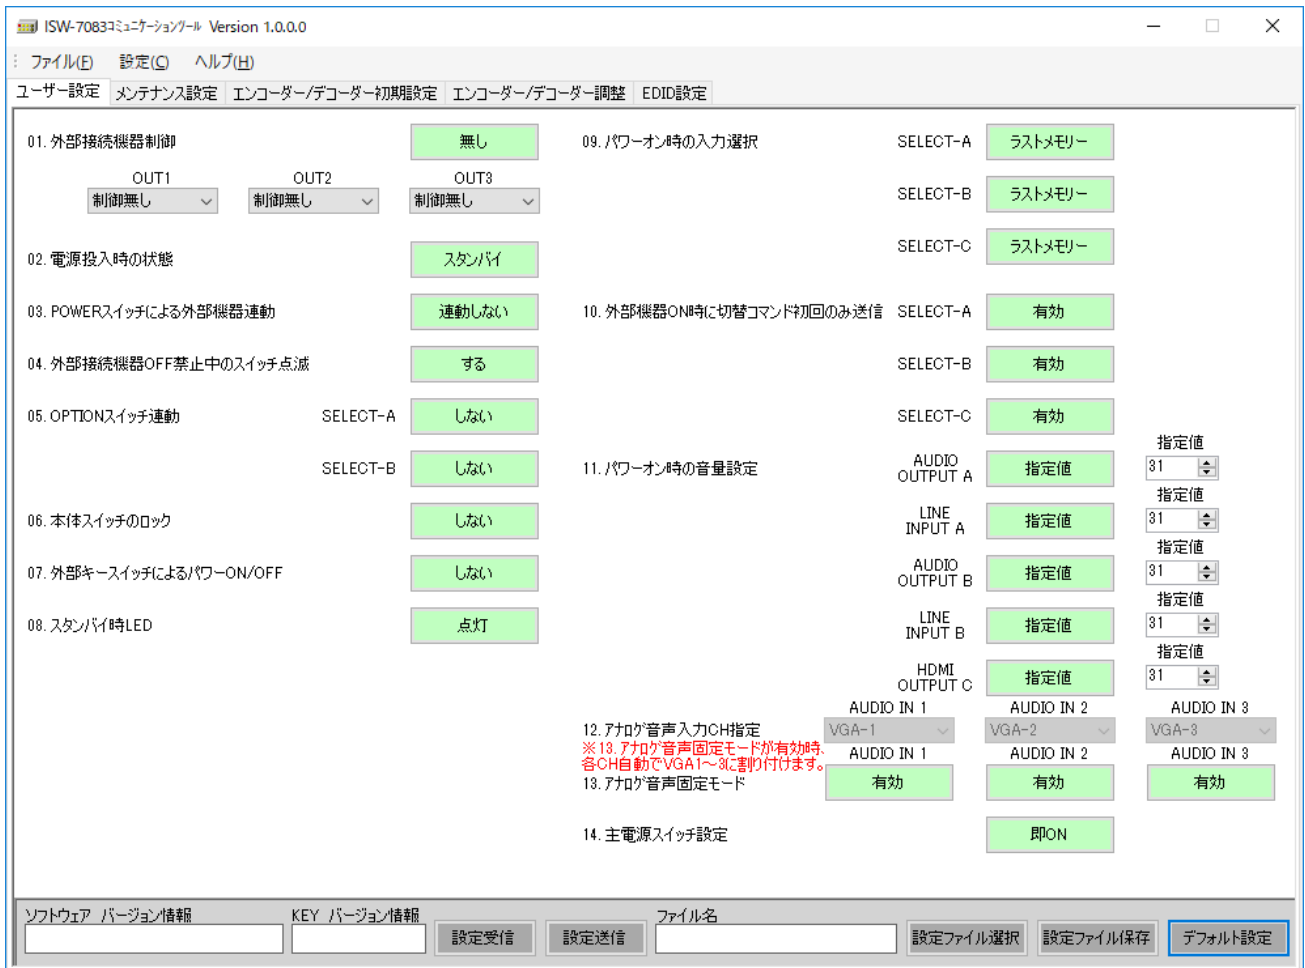 ISW-7083ｺﾐｭﾆｹｰｼｮﾝﾂｰﾙ Version 1.0.0.0
ファイル(F) 設定(C) ヘルプ(H)
ユーザー設定 メンテナンス設定 エンコーダー/デコーダー初期設定 エンコーダー/デコーダー調整 EDID設定
01. 外部接続機器制御 無し
OUT1 OUT2 OUT3
制御無し 制御無し 制御無し
02. 電源投入時の状態 スタンバイ
03. POWERスイッチによる外部機器連動 連動しない
04. 外部接続機器OFF禁止中のスイッチ点滅 する
05. OPTIONスイッチ連動 SELECT-A しない
SELECT-B しない
06. 本体スイッチのロック しない
07. 外部キースイッチによるパワーON/OFF しない
08. スタンバイ時LED 点灯
09. パワーオン時の入力選択 SELECT-A ラストメモリー
SELECT-B ラストメモリー
SELECT-C ラストメモリー
10. 外部機器ON時に切替コマンド初回のみ送信 SELECT-A 有効
SELECT-B 有効
SELECT-C 有効
指定値
11. パワーオン時の音量設定 AUDIO OUTPUT A 指定値 31
指定値
LINE INPUT A 指定値 31
指定値
AUDIO OUTPUT B 指定値 31
指定値
LINE INPUT B 指定値 31
指定値
HDMI OUTPUT C 指定値 31
AUDIO IN 1 AUDIO IN 2 AUDIO IN 3
12. アナログ音声入力CH指定 VGA-1 VGA-2 VGA-3
※13. アナログ音声固定モードが有効時、
各CH自動でVGA1～3に割り付けます。
AUDIO IN 1 AUDIO IN 2 AUDIO IN 3
13. アナログ音声固定モード 有効 有効 有効
14. 主電源スイッチ設定 即ON
ソフトウェア バージョン情報 KEY バージョン情報 ファイル名
設定受信 設定送信 設定ファイル選択 設定ファイル保存 デフォルト設定